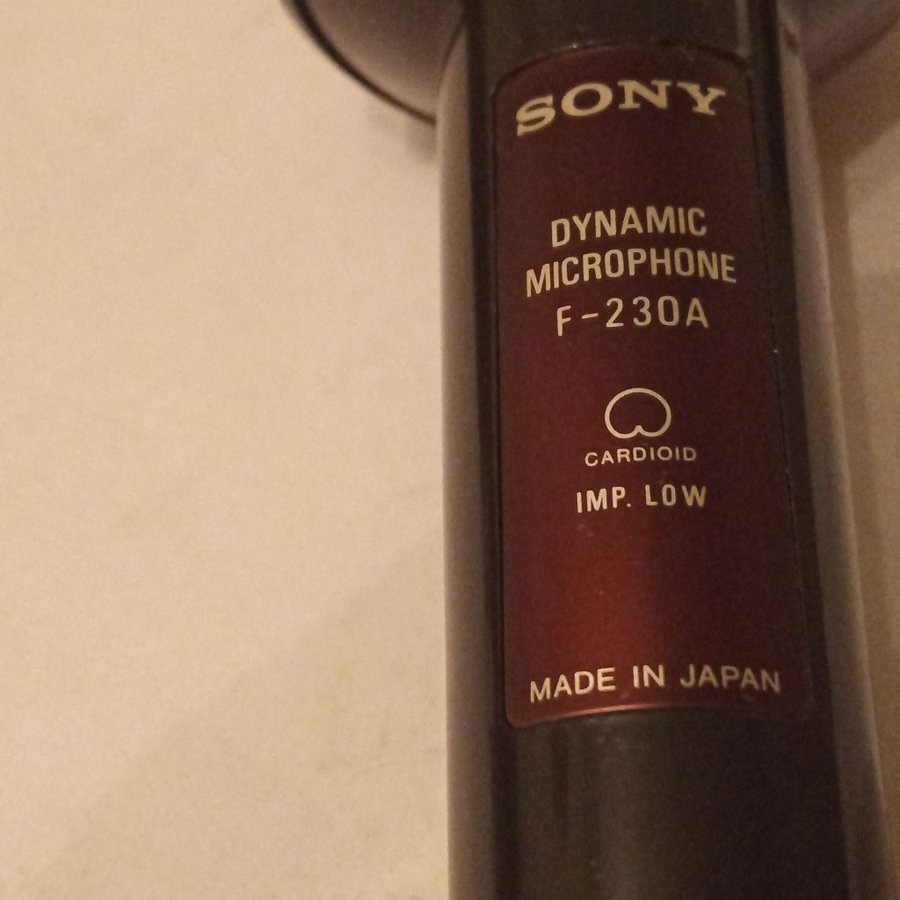 SONY
DYNAMIC
MICROPHONE
F-230A
CARDIOID
IMP. LOW
MADE IN JAPAN